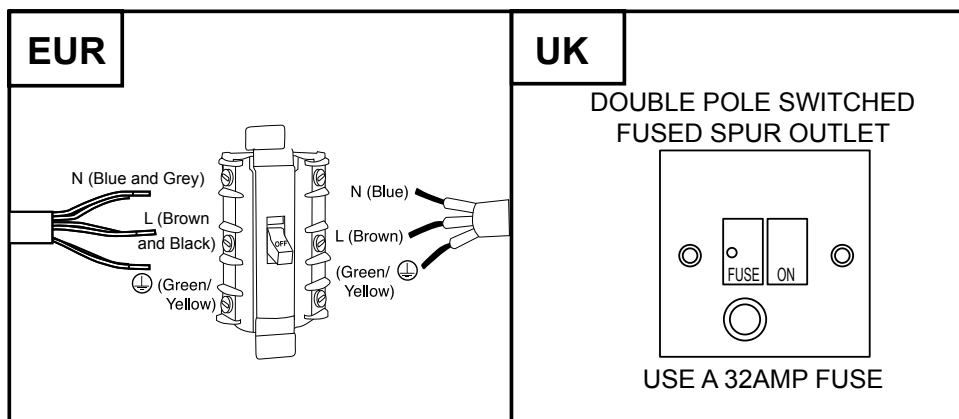 EUR
N (Blue and Grey)
L (Brown
and Black)
(Green/
Yellow)
OFF
N (Blue)
L (Brown)
(Green/
Yellow)
UK
DOUBLE POLE SWITCHED
FUSED SPUR OUTLET
FUSE
ON
USE A 32AMP FUSE